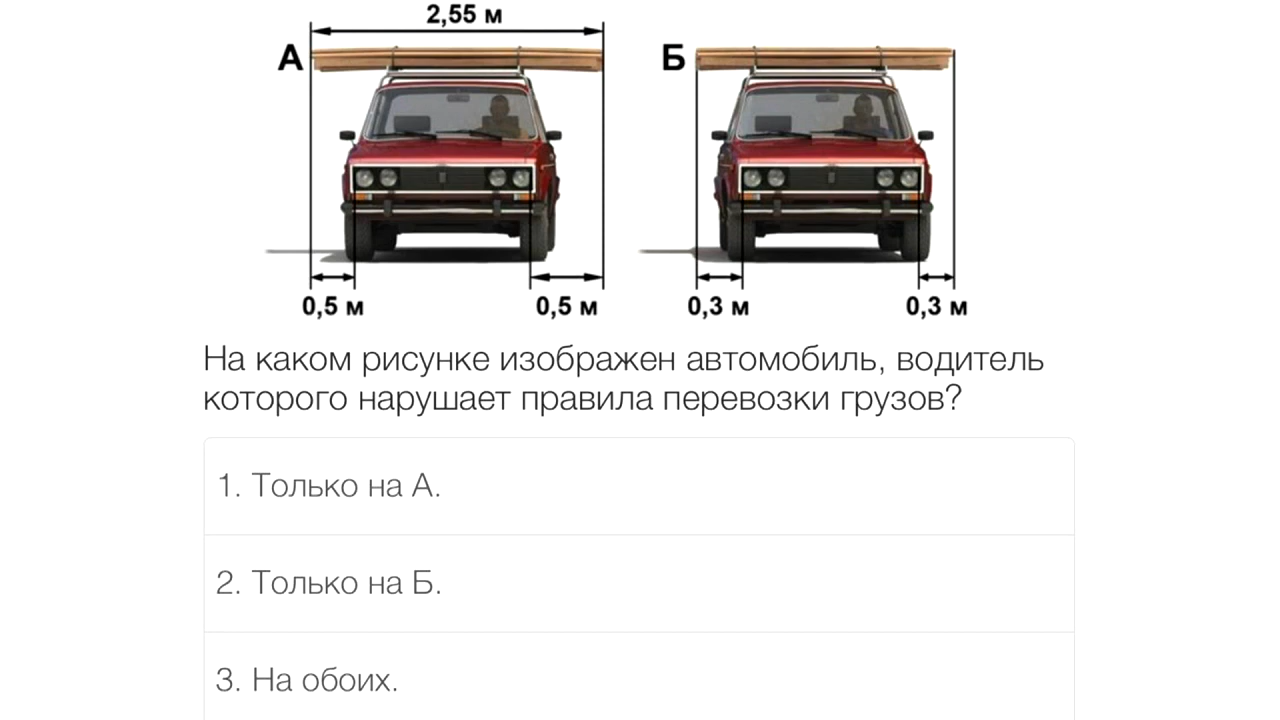 2,55 м
А
Б
0,5 м
0,5 м
0,3 м
0,3 м
На каком рисунке изображен автомобиль, водитель
которого нарушает правила перевозки грузов?
1. Только на А.
2. Только на Б.
3. На обоих.